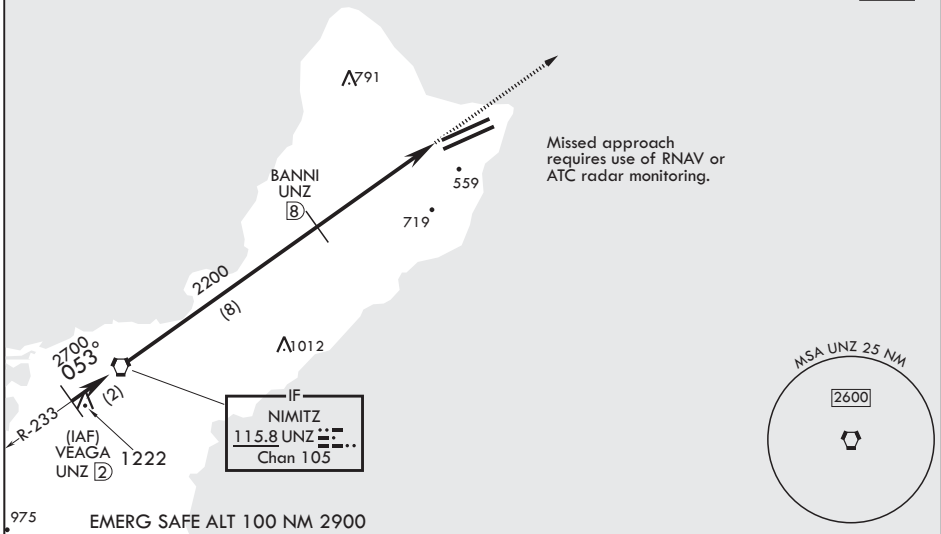 791
Missed approach
requires use of RNAV or
ATC radar monitoring.
BANNI
UNZ
8
559
719
2200
(8)
1012
2700
053°
(2)
R-233
(IAF)
VEAGA
UNZ 2
1222
IF
NIMITZ
115.8 UNZ
Chan 105
MSA UNZ 25 NM
2600
975
EMERG SAFE ALT 100 NM 2900